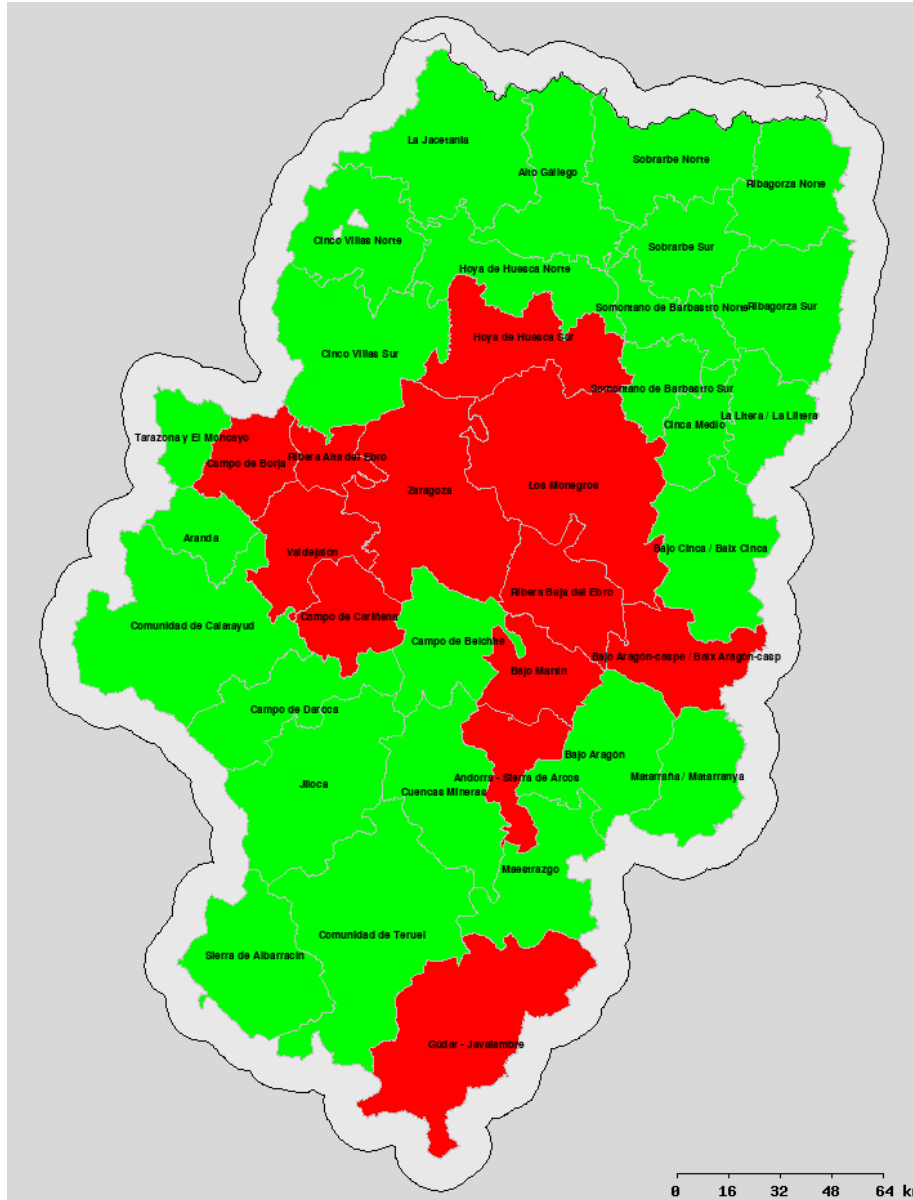 La Jacetania
Alto Gállego
Sobrarbe Norte
Ribagorza Norte
Cinco Villas Norte
Sobrarbe Sur
Hoya de Huesca Norte
Somontano de Barbastro Norte
Ribagorza Sur
Hoya de Huesca Sur
Cinco Villas Sur
Somontano de Barbastro Sur
La Litera / La Llitera
Cinca Medio
Tarazona y El Moncayo
Campo de Borja
Ribera Alta del Ebro
Zaragoza
Los Monegros
Aranda
Valdejalón
Bajo Cinca / Baix Cinca
Ribera Baja del Ebro
Campo de Cariñena
Comunidad de Calatayud
Campo de Belchite
Bajo Martín
Bajo Aragón-caspe / Baix Aragón-casp
Campo de Daroca
Bajo Aragón
Matarraña / Matarranya
Andorra - Sierra de Arcos
Jiloca
Cuencas Mineras
Maestrazgo
Comunidad de Teruel
Sierra de Albarracín
Gúdar - Javalambre
0 16 32 48 64